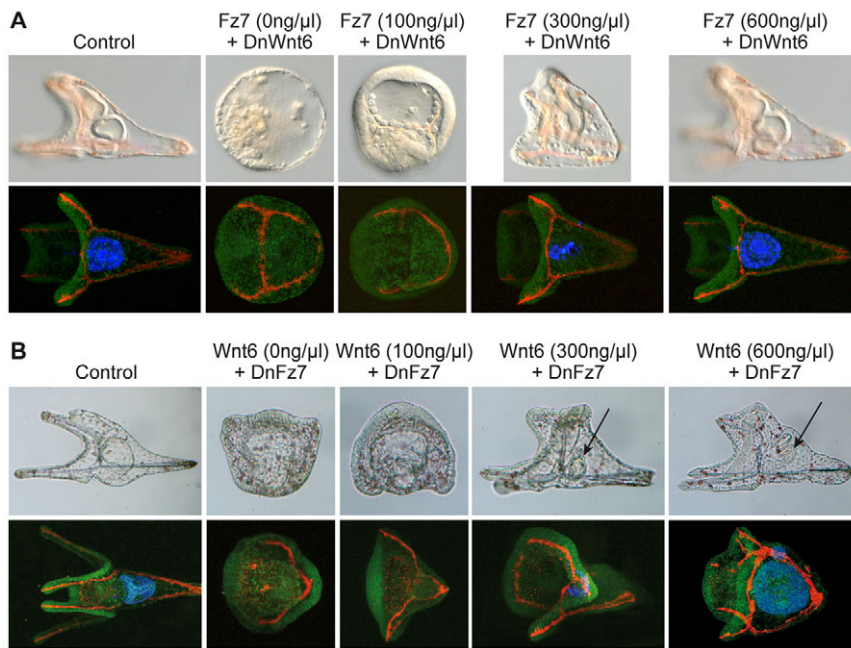 A
Control
Fz7 (0ng/µl)
+ DnWnt6
Fz7 (100ng/µl)
+ DnWnt6
Fz7 (300ng/µl)
+ DnWnt6
Fz7 (600ng/µl)
+ DnWnt6
B
Control
Wnt6 (0ng/µl)
+ DnFz7
Wnt6 (100ng/µl)
+ DnFz7
Wnt6 (300ng/µl)
+ DnFz7
Wnt6 (600ng/µl)
+ DnFz7